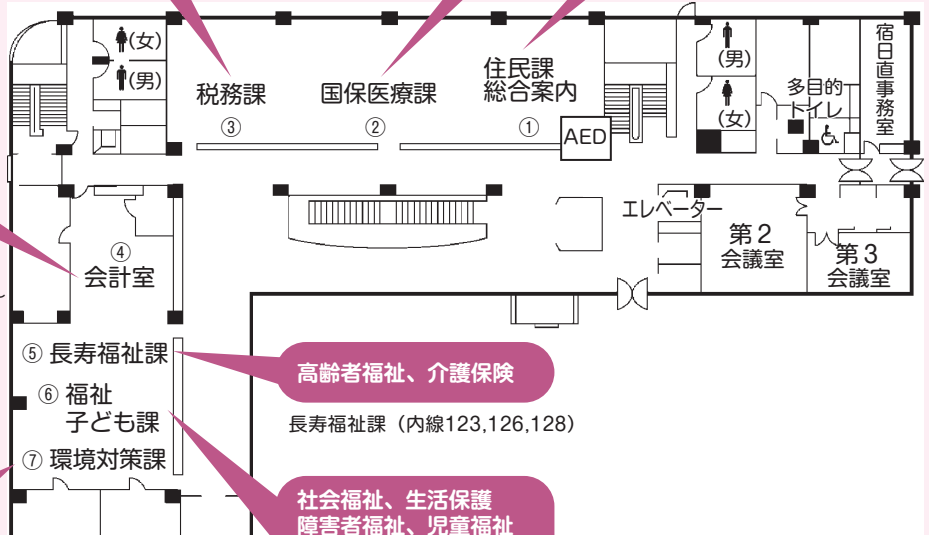 (女)
(男)
税務課
③
国保医療課
②
住民課
総合案内
①
AED
(男)
(女)
多目的
トイレ
宿日直事務室
エレベーター
第2
会議室
第3
会議室
④
会計室
⑤ 長寿福祉課
⑥ 福祉
子ども課
⑦ 環境対策課
高齢者福祉、介護保険
長寿福祉課(内線123,126,128)
社会福祉、生活保護
障害者福祉、児童福祉